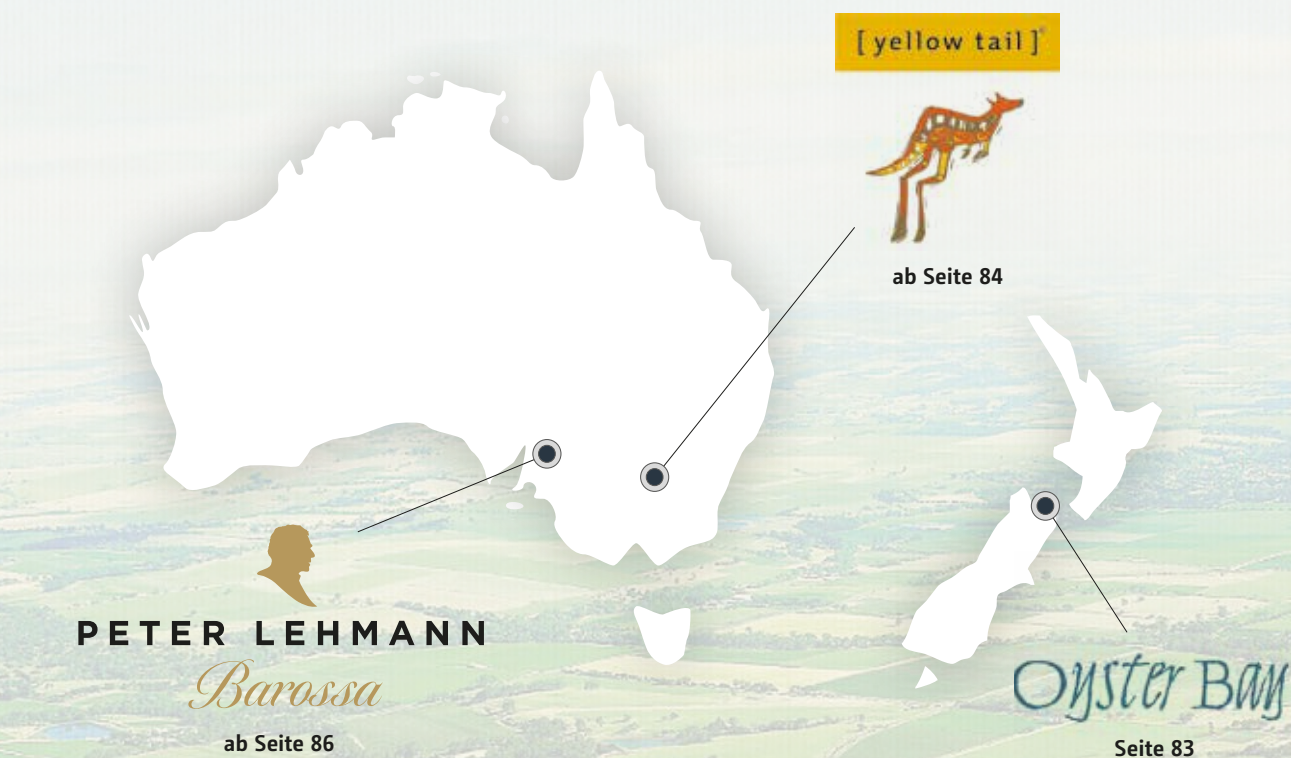 [ yellow tail ]®
ab Seite 84
PETER LEHMANN
Barossa
ab Seite 86
Oyster Bay
Seite 83